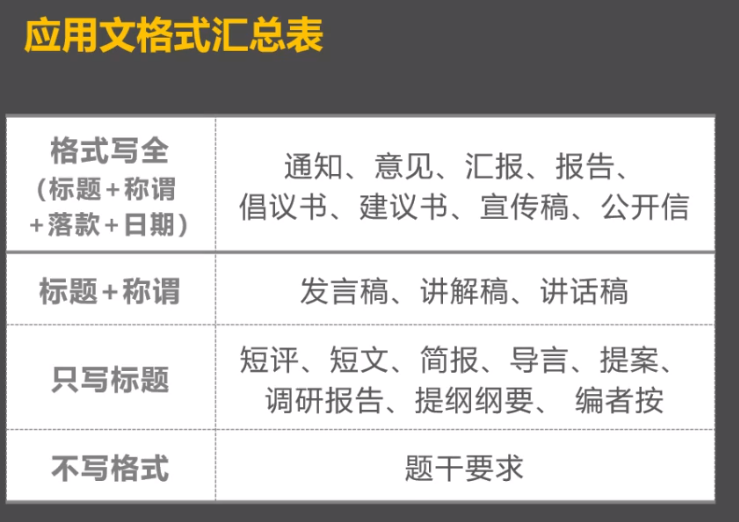 应用文格式汇总表
格式写全
(标题+称谓
+落款+日期)
通知、意见、汇报、报告、
倡议书、建议书、宣传稿、公开信
标题+称谓
发言稿、讲解稿、讲话稿
只写标题
短评、短文、简报、导言、提案、
调研报告、提纲纲要、 编者按
不写格式
题干要求